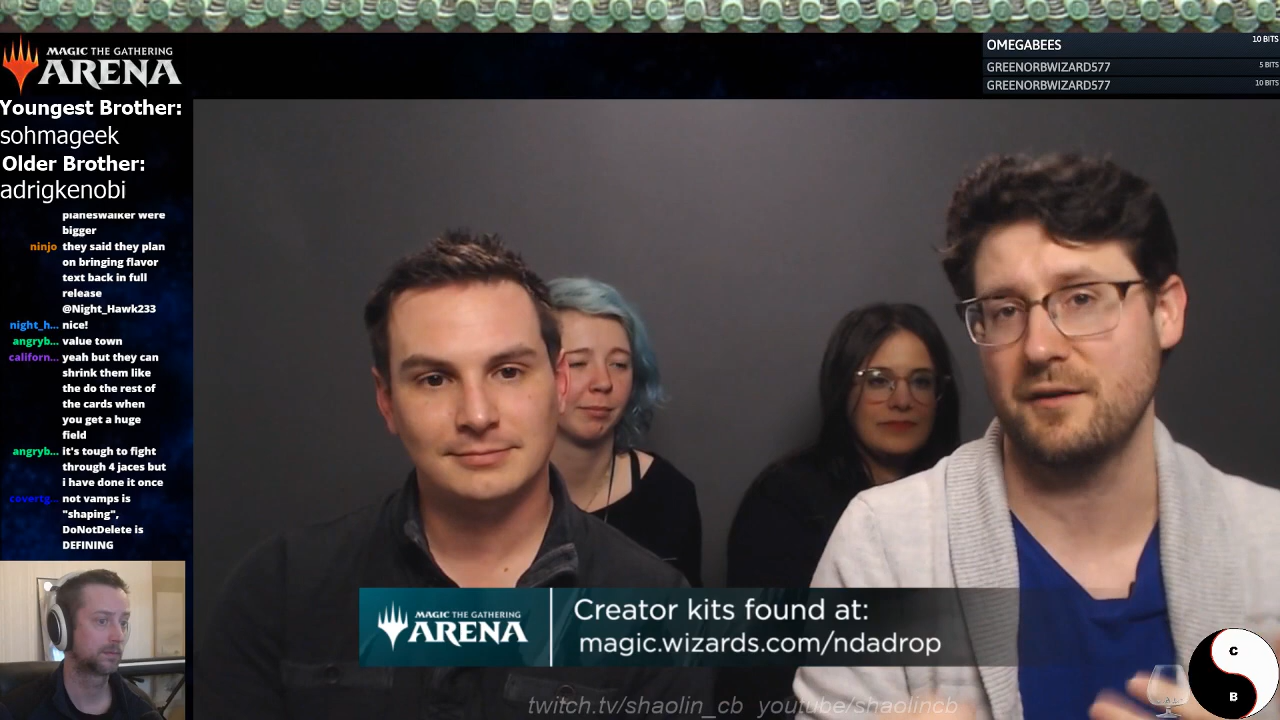 MAGIC THE GATHERING
ARENA
OMEGABEES 10 BITS
GREENORBWIZARD577 5 BITS
GREENORBWIZARD577 10 BITS
Youngest Brother:
sohmageek
Older Brother:
adrigkenobi
planeswalker were
bigger
ninjo they said they plan
on bringing flavor
text back in full
release
@Night_Hawk233
night_h... nice!
angryb... value town
californ... yeah but they can
shrink them like
the do the rest of
the cards when
you get a huge
field
angryb... it's tough to fight
through 4 jaces but
i have done it once
covertg... not vamps is
"shaping",
DoNotDelete is
DEFINING
MAGIC THE GATHERING
ARENA
Creator kits found at:
magic.wizards.com/ndadrop
twitch.tv/shaolin_cb youtube/shaolincb
C
B